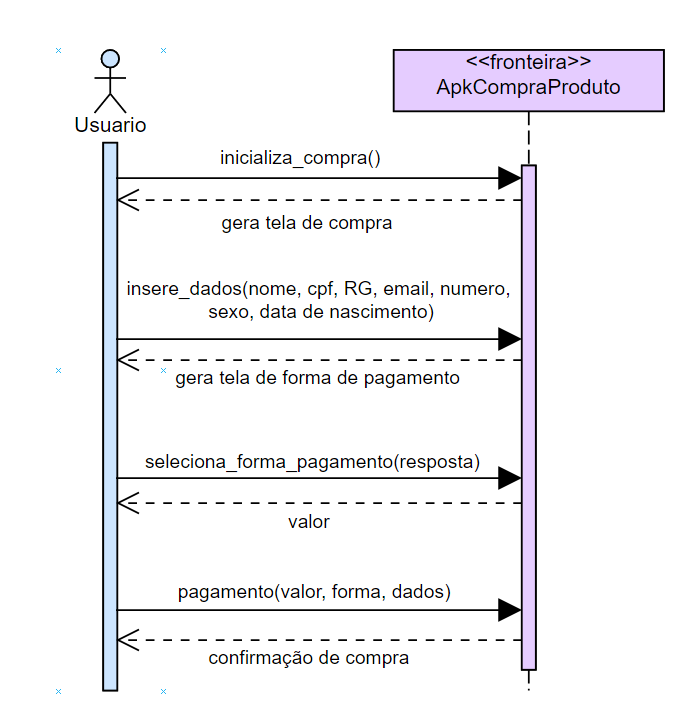 <<fronteira>>
ApkCompraProduto
Usuario
inicializa_compra()
gera tela de compra
insere_dados(nome, cpf, RG, email, numero,
sexo, data de nascimento)
gera tela de forma de pagamento
seleciona_forma_pagamento(resposta)
valor
pagamento(valor, forma, dados)
confirmação de compra